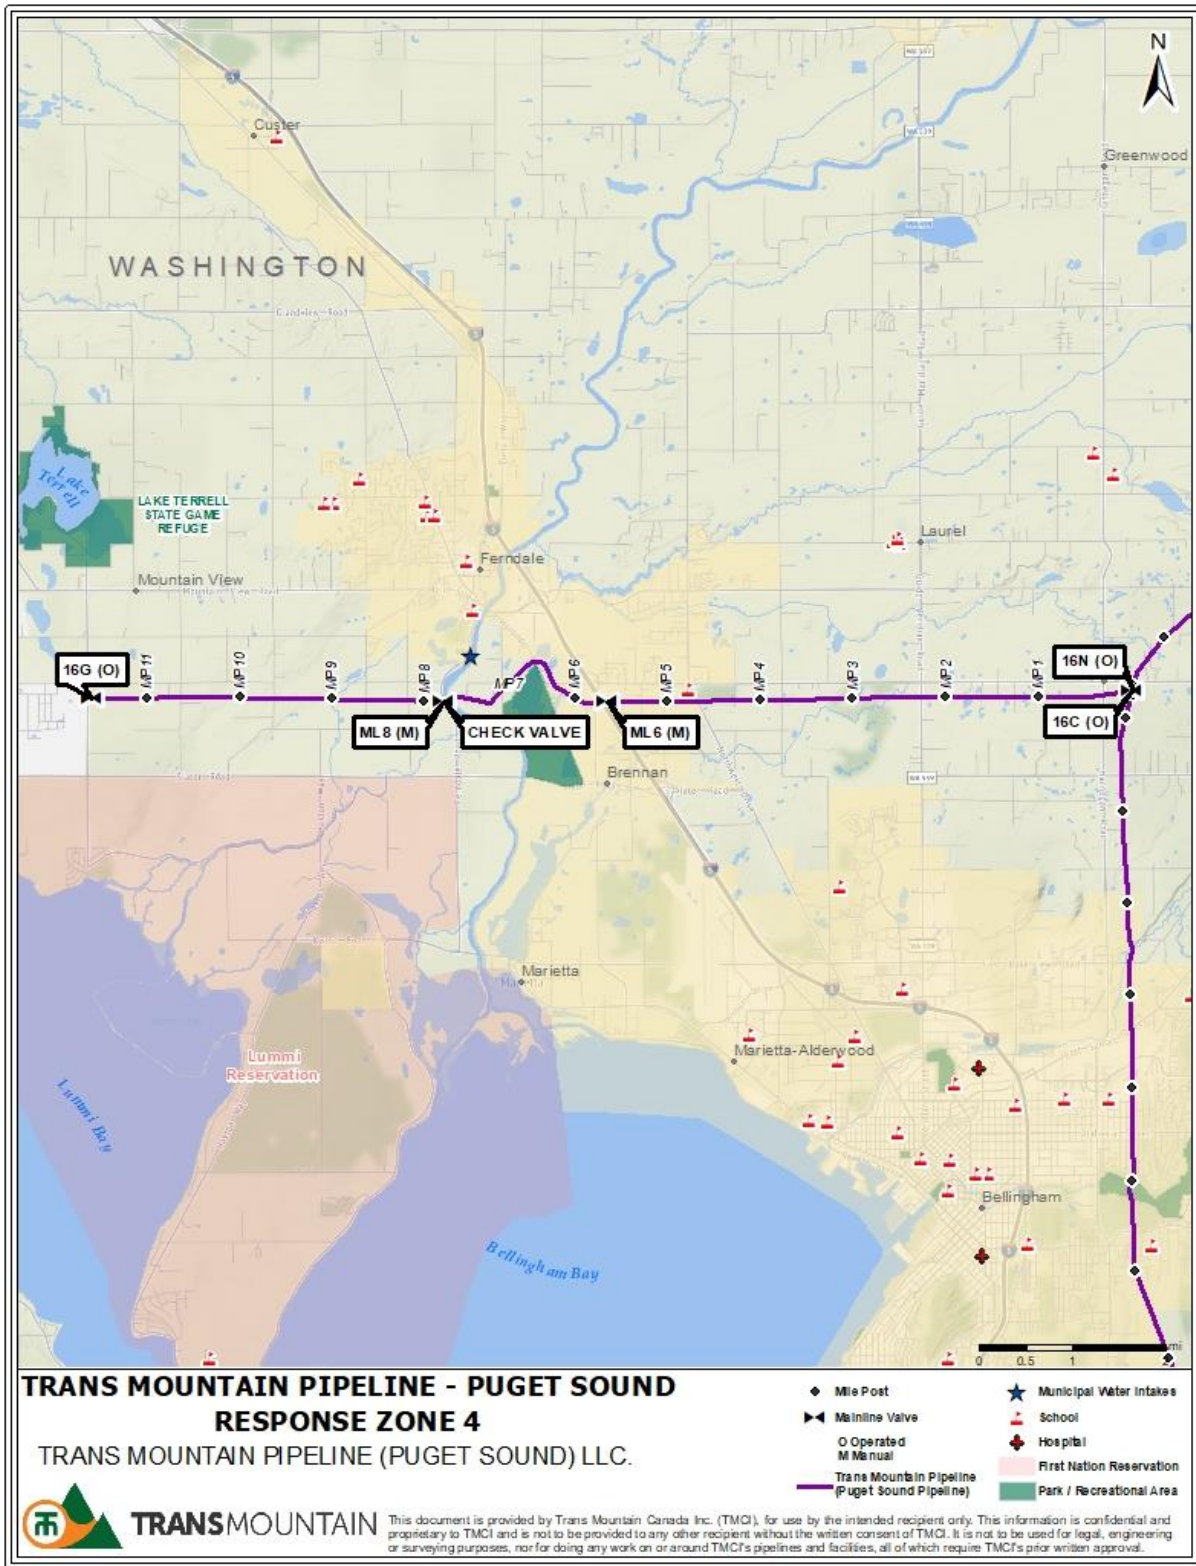 N
WA 539
Custer
Greenwood
WASHINGTON
5
Lake
Terrell
LAKE TERRELL
STATE GAME
REFUGE
Laurel
Ferndale
Mountain View
16G (O)
MP11
MP10
MP9
MP8
MP7
MP6
MP5
MP4
MP3
MP2
MP1
16N (O)
16C (O)
ML8 (M)
CHECK VALVE
ML6 (M)
Brennan
Marietta
Marietta
Lummi
Reservation
Marietta-Alderwood
Lummi Bay
Bellingham
Bellingham Bay
mi
0 0.5 1 2
TRANS MOUNTAIN PIPELINE - PUGET SOUND
RESPONSE ZONE 4
TRANS MOUNTAIN PIPELINE (PUGET SOUND) LLC.
Mile Post
Mainline Valve
O Operated
M Manual
Trans Mountain Pipeline
(Puget Sound Pipeline)
Municipal Water Intakes
School
Hospital
First Nation Reservation
Park / Recreational Area
TRANSMOUNTAIN
This document is provided by Trans Mountain Canada Inc. (TMCI), for use by the intended recipient only. This information is confidential and
proprietary to TMCI and is not to be provided to any other recipient without the written consent of TMCI. It is not to be used for legal, engineering
or surveying purposes, nor for doing any work on or around TMCI's pipelines and facilities, all of which require TMCI's prior written approval.